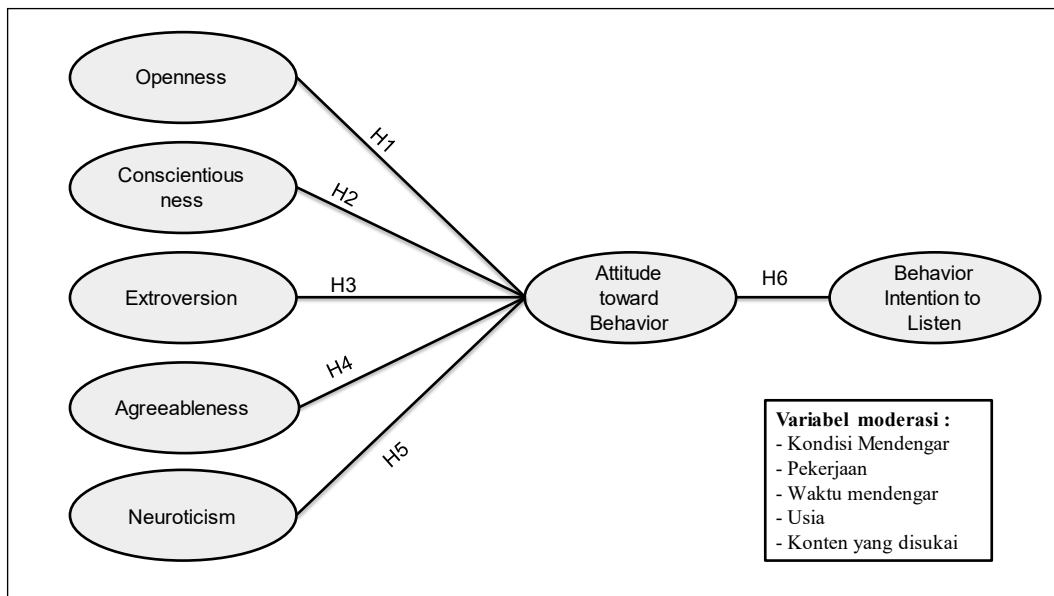 Openness
H1
Conscientious
ness
H2
Extroversion
H3
Agreeableness
H4
Neuroticism
H5
Attitude
toward
Behavior
H6
Behavior
Intention to
Listen
Variabel moderasi :
- Kondisi Mendengar
- Pekerjaan
- Waktu mendengar
- Usia
- Konten yang disukai